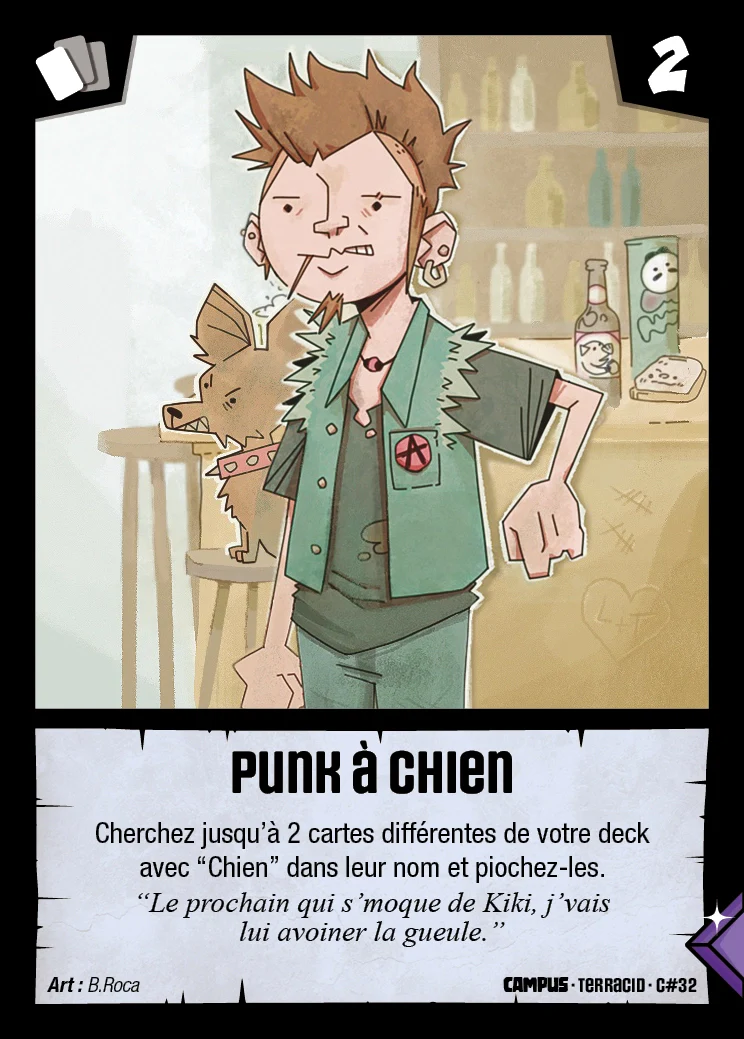 2
L+T
PUNK À CHIEN
Cherchez jusqu’à 2 cartes différentes de votre deck
avec “Chien” dans leur nom et piochez-les.
“Le prochain qui s’moque de Kiki, j’vais
lui avoiner la gueule.”
Art : B.Roca
CAMPUS · TERRACID · C#32